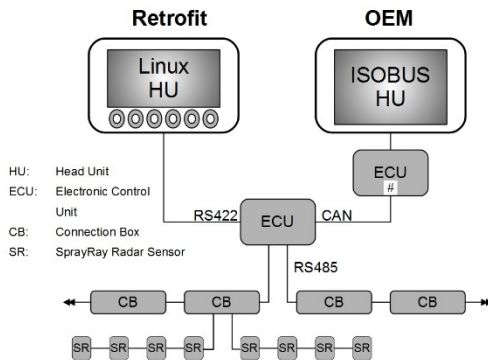 Retrofit
OEM
Linux
HU
ISOBUS
HU
HU: Head Unit
ECU: Electronic Control
Unit
CB: Connection Box
SR: SprayRay Radar Sensor
ECU
#
RS422
ECU
CAN
RS485
CB
CB
CB
CB
SR
SR
SR
SR
SR
SR
SR
SR